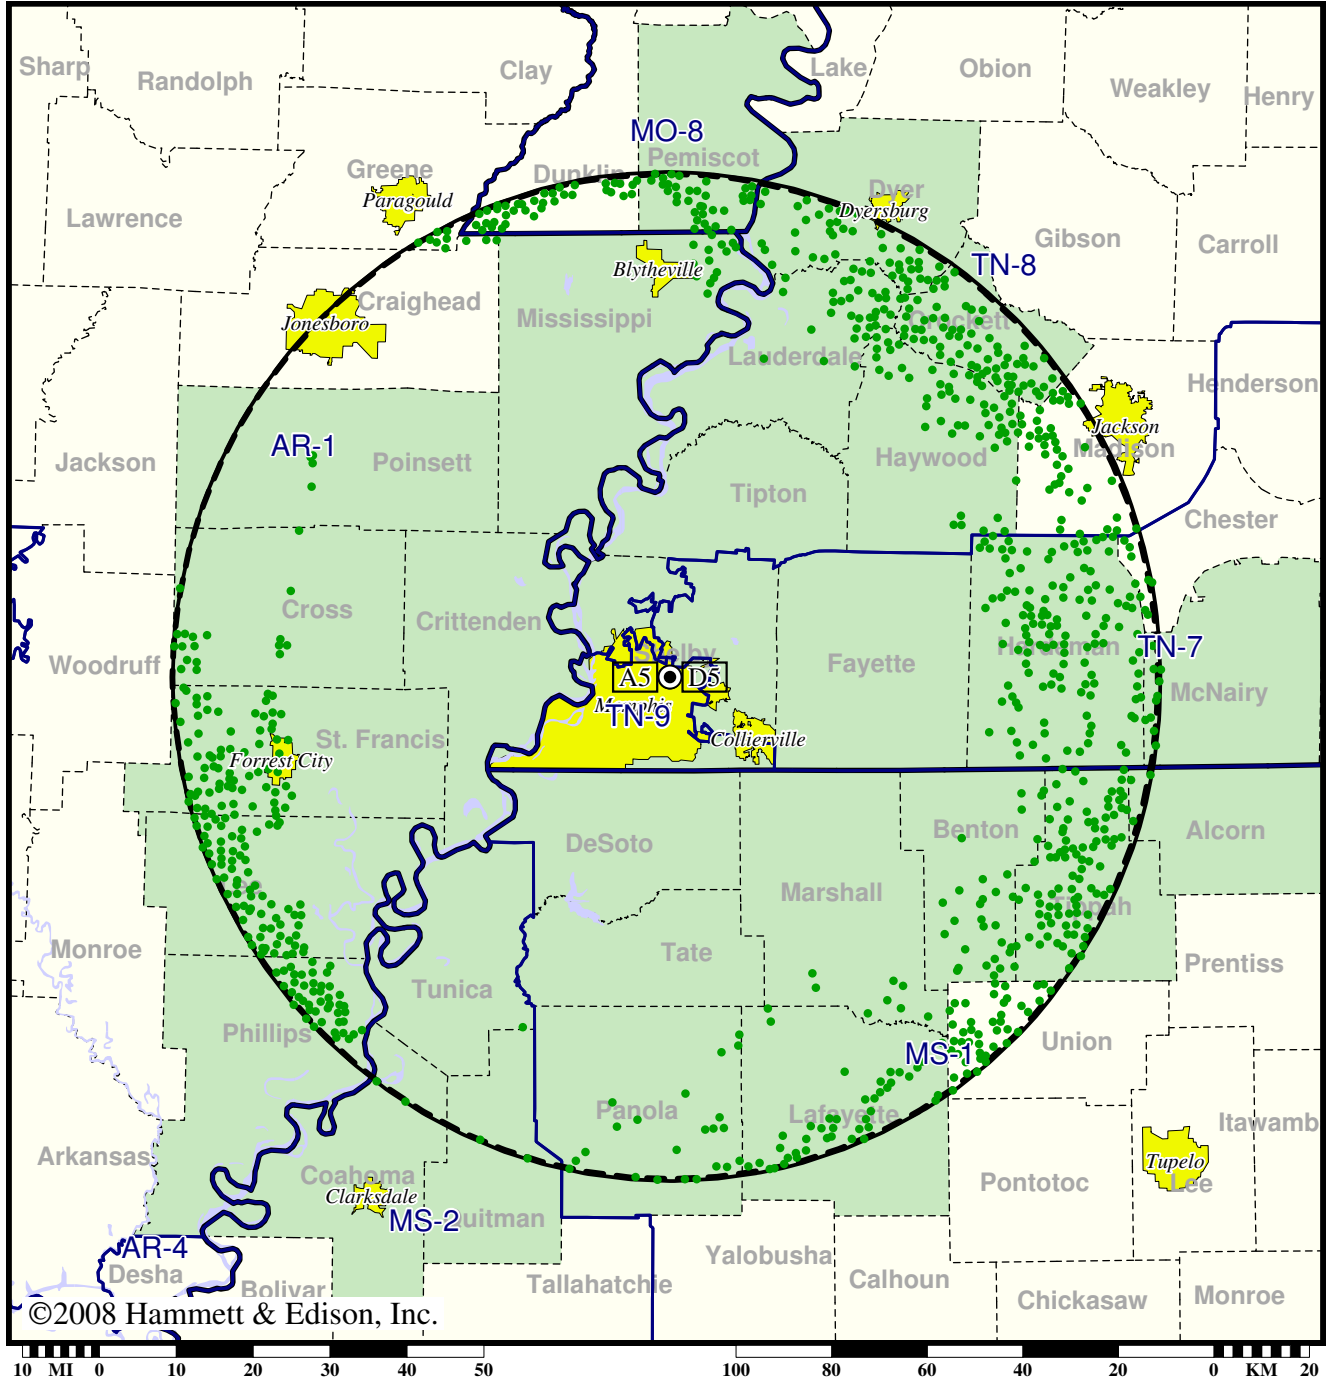 Sharp
Randolph
Clay
Lake
Obion
Weakley
Henry
MO-8
Pemiscot
Dunklin
Greene
Paragould
Dyer
Dyersburg
Lawrence
Gibson
Carroll
TN-8
Blytheville
Craighead
Jonesboro
Mississippi
Crockett
Lauderdale
Henderson
Jackson
Madison
AR-1
Jackson
Poinsett
Haywood
Tipton
Chester
Cross
Crittenden
Shelby
Fayette
Hardeman
TN-7
Woodruff
McNairy
A5
D5
Memphis
TN-9
Collierville
St. Francis
Forrest City
DeSoto
Benton
Alcorn
Lee
Marshall
Tippah
Monroe
Tate
Prentiss
Tunica
Phillips
MS-1
Union
Panola
Lafayette
Itawamb
Arkansas
Coahoma
Clarksdale
Pontotoc
Tupelo
Lee
MS-2
Quitman
AR-4
Desha
Bolivar
Tallahatchie
Yalobusha
Calhoun
Chickasaw
Monroe
©2008 Hammett & Edison, Inc.
10 MI 0 10 20 30 40 50 100 80 60 40 20 0 KM 20